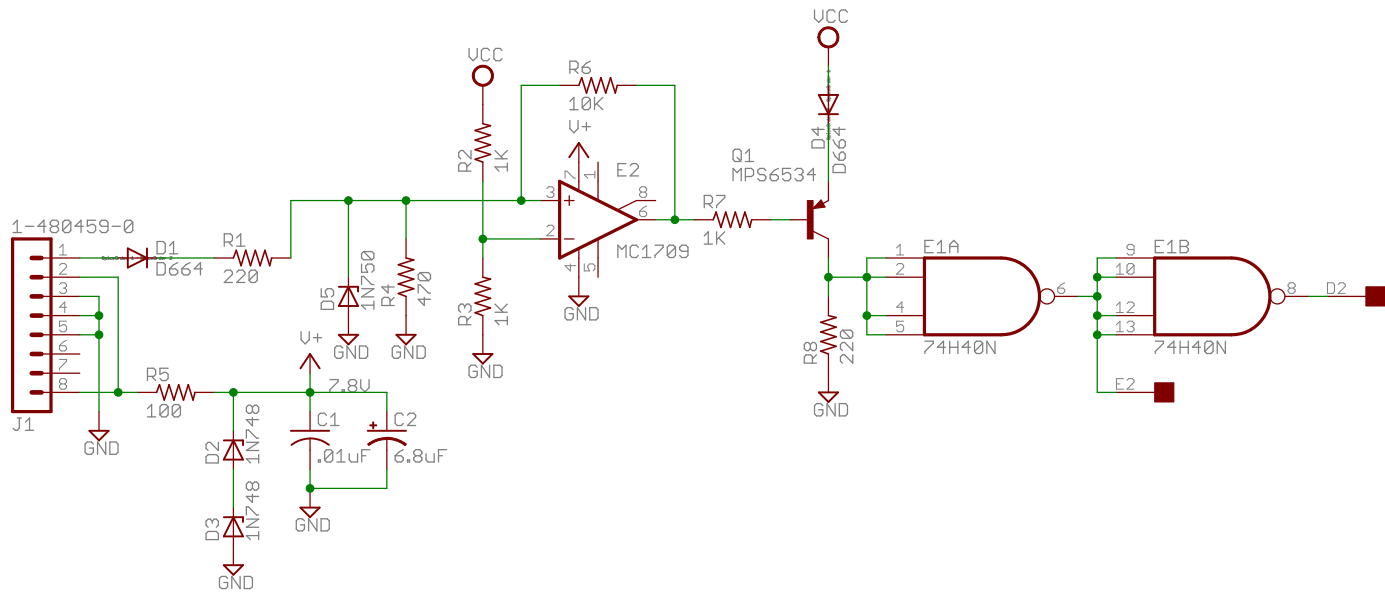 VCC
VCC
R6
10K
V+
R2
1K
D4
D664
Q1
MPS6534
7
1
E2
3
8
6
2
MC1709
4
5
GND
R7
1K
1-480459-0
1
2
3
4
5
6
7
8
J1
D1
D664
R1
220
D5
1N750
R4
470
GND
GND
R3
1K
GND
E1A
1
2
4
5
6
74H40N
E1B
9
10
12
13
8
74H40N
D2
E2
R8
220
GND
V+
7.8V
R5
100
GND
D2
1N748
C1
.01uF
C2
6.8uF
D3
1N748
GND
GND